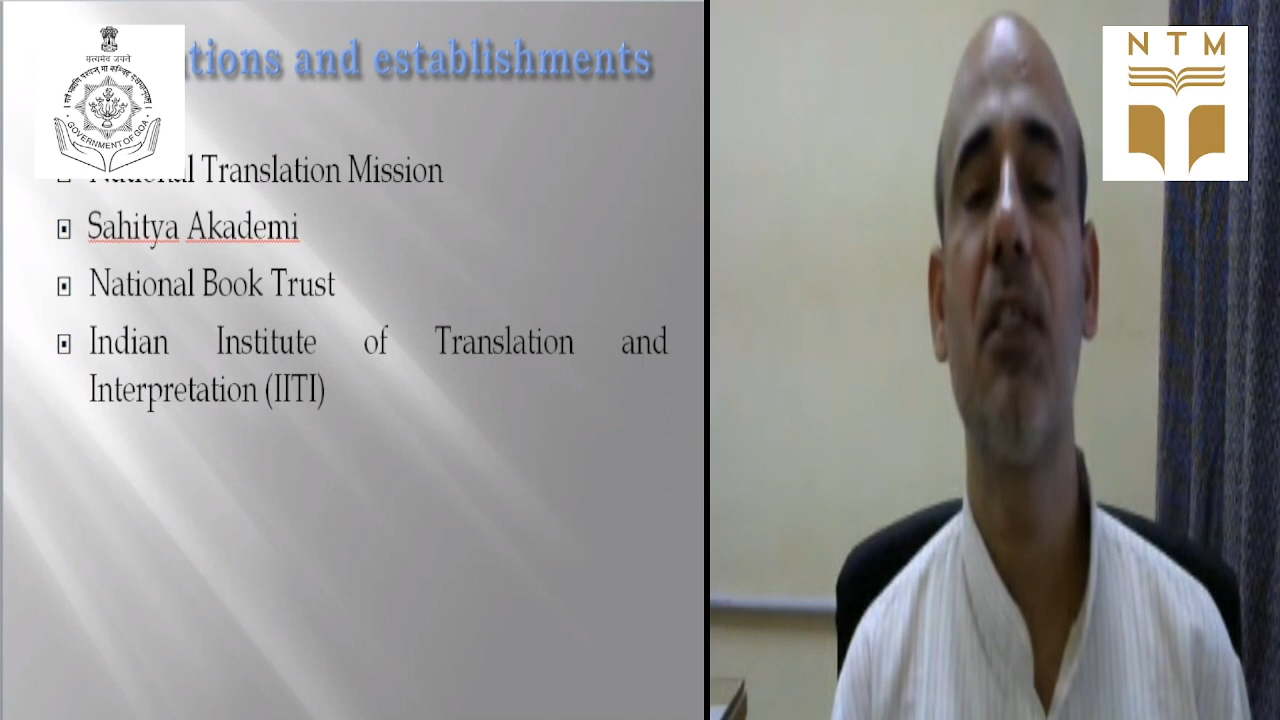 tions and establishments
National Translation Mission
Sahitya Akademi
National Book Trust
Indian Institute of Translation and
Interpretation (IITI)
सत्यमेव जयते
GOVERNMENT OF GOA
NTM